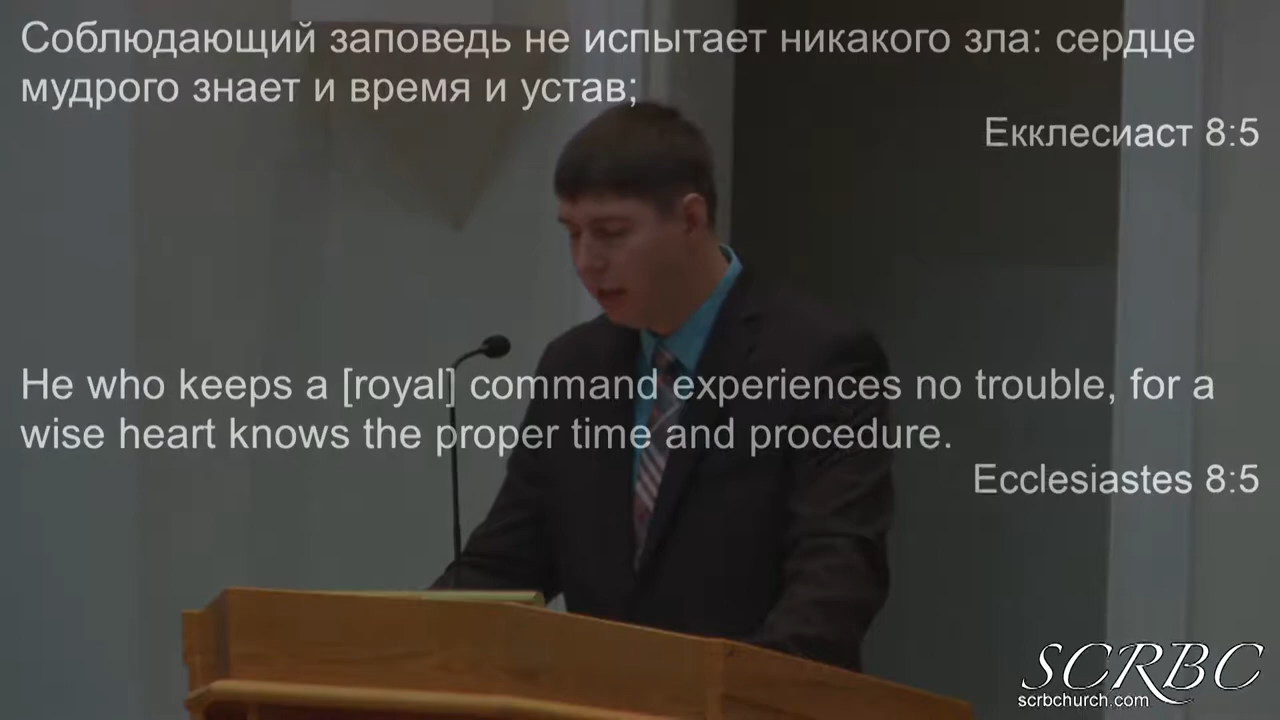 Соблюдающий заповедь не испытает никакого зла: сердце
мудрого знает и время и устав;
Екклесиаст 8:5
He who keeps a [royal] command experiences no trouble, for a
wise heart knows the proper time and procedure.
Ecclesiastes 8:5
SCRBC
scrbchurch.com